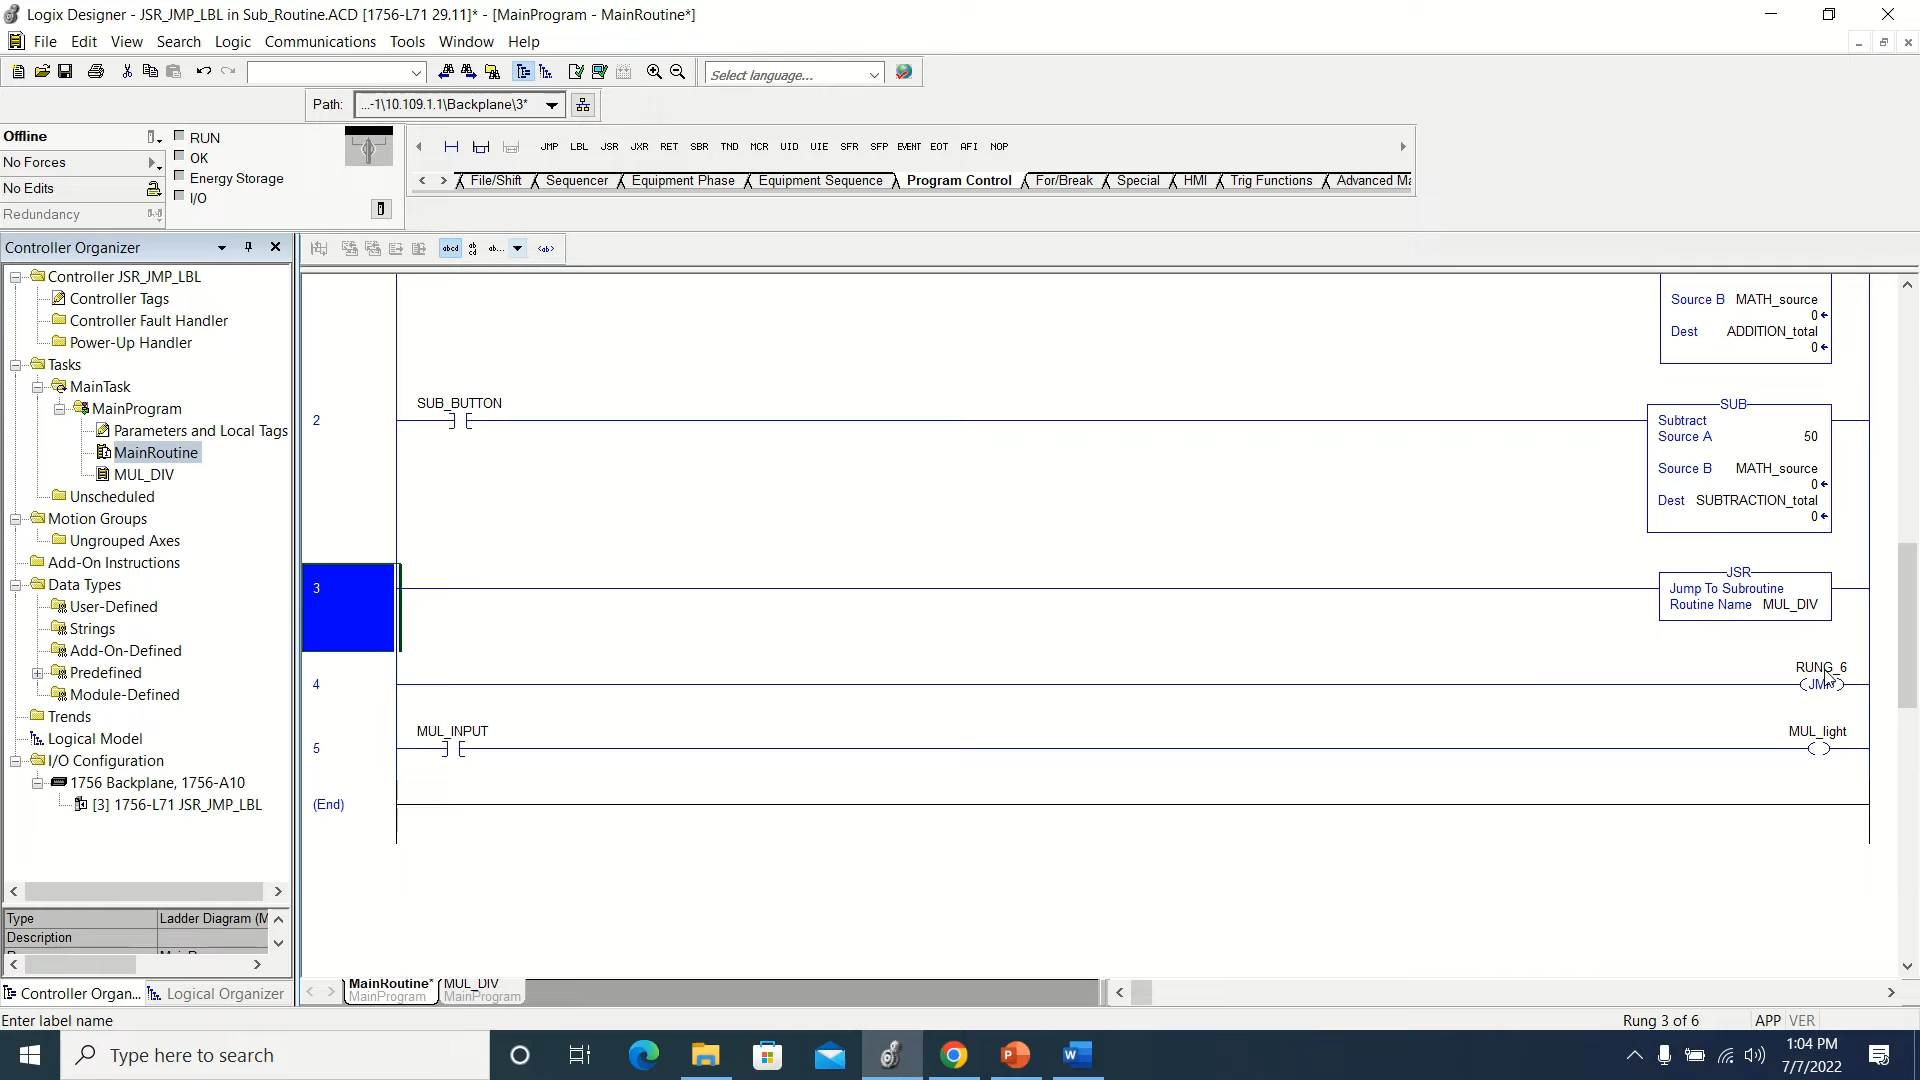 Logix Designer - JSR_JMP_LBL in Sub_Routine.ACD [1756-L71 29.11]* - [MainProgram - MainRoutine*]
File Edit View Search Logic Communications Tools Window Help
Select language...
Path: ...-1\10.109.1.1\Backplane\3*
Offline
No Forces
No Edits
Redundancy
RUN
OK
Energy Storage
I/O
JMP LBL JSR JXR RET SBR TND MCR UID UIE SFR SFP EVENT EOT AFI NOP
File/Shift Sequencer Equipment Phase Equipment Sequence Program Control For/Break Special HMI Trig Functions Advanced Ma
Controller Organizer
abcd ab cd ab... <ab>
Controller JSR_JMP_LBL
Controller Tags
Controller Fault Handler
Power-Up Handler
Tasks
MainTask
MainProgram
Parameters and Local Tags
MainRoutine
MUL_DIV
Unscheduled
Motion Groups
Ungrouped Axes
Add-On Instructions
Data Types
User-Defined
Strings
Add-On-Defined
Predefined
Module-Defined
Trends
Logical Model
I/O Configuration
1756 Backplane, 1756-A10
[3] 1756-L71 JSR_JMP_LBL
Type Ladder Diagram (M
Description
Controller Organ... Logical Organizer
Source B MATH_source
0
Dest ADDITION_total
0
2
SUB_BUTTON
SUB
Subtract
Source A 50
Source B MATH_source
0
Dest SUBTRACTION_total
0
3
JSR
Jump To Subroutine
Routine Name MUL_DIV
4
RUNG_6
JMP
5
MUL_INPUT
MUL_light
(End)
MainRoutine*
MainProgram
MUL_DIV
MainProgram
Enter label name
Rung 3 of 6
APP VER
Type here to search
1:04 PM
7/7/2022